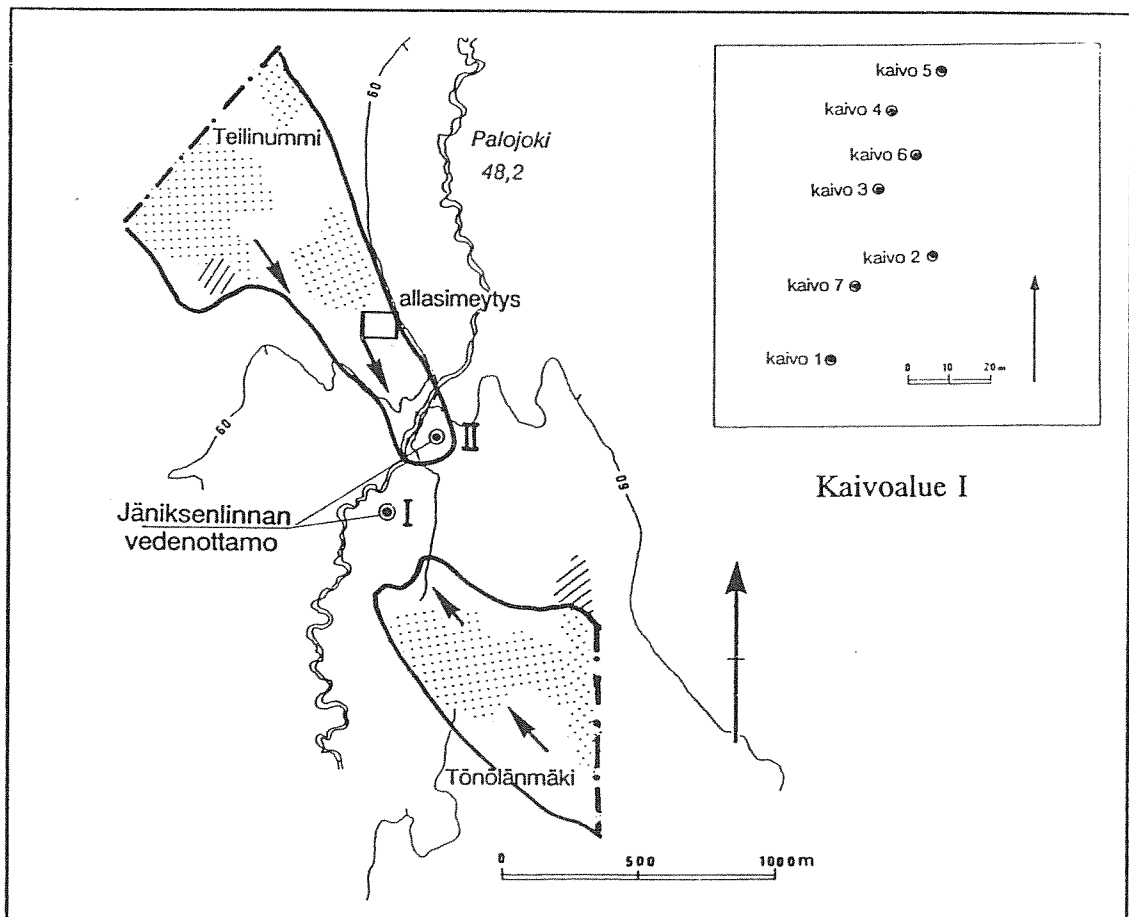 Teilinummi
60
Palojoki
48,2
allasimeytys
60
II
I
Jäniksenlinnan
vedenottamo
60
Tönölänmäki
0 500 1000 m
kaivo 5
kaivo 4
kaivo 6
kaivo 3
kaivo 2
kaivo 7
kaivo 1
0 10 20 m
Kaivoalue I